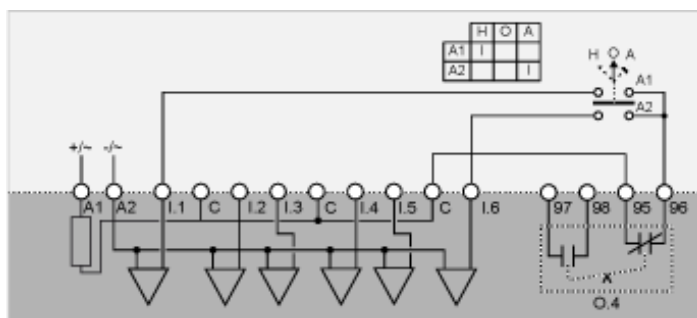 H O A
A1 I
A2 I
H O A
A1
A2
+/~ -/~
A1 A2 I.1 C I.2 I.3 C I.4 I.5 C I.6 97 98 95 96
O.4